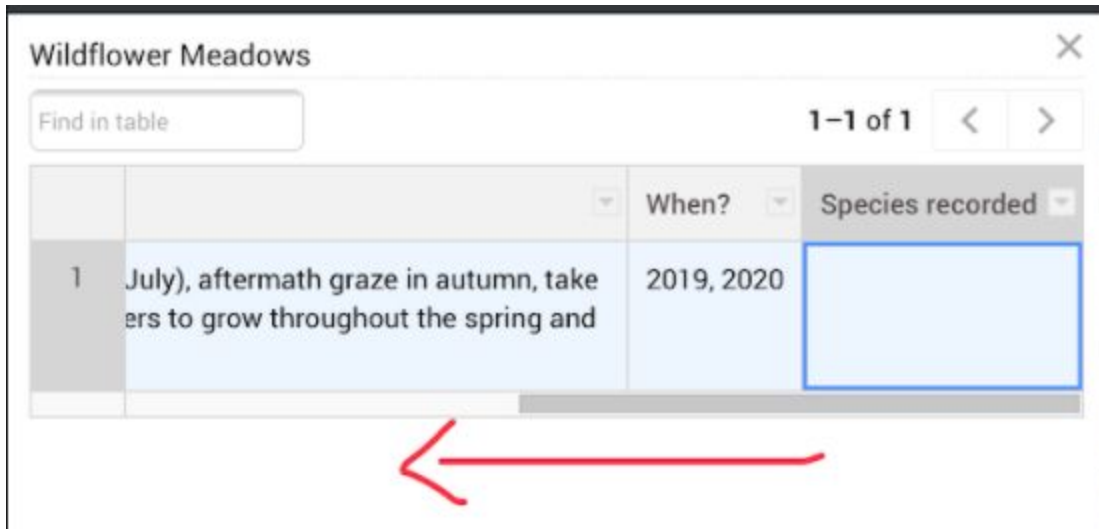 Wildflower Meadows
Find in table
1–1 of 1
When?
Species recorded
1
July), aftermath graze in autumn, take
ers to grow throughout the spring and
2019, 2020